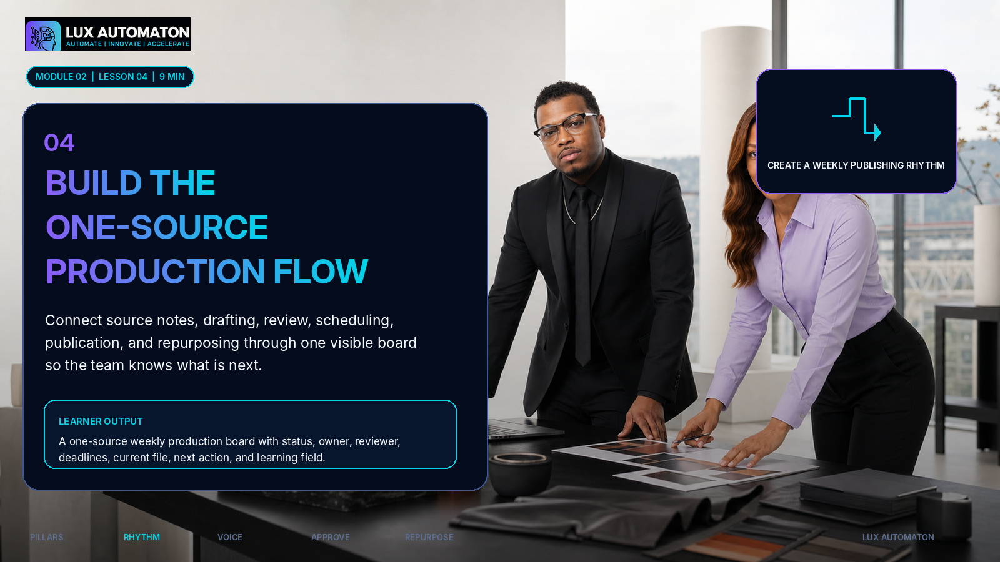 LUX AUTOMATON
AUTOMATE | INNOVATE | ACCELERATE
MODULE 02 | LESSON 04 | 9 MIN
04
BUILD THE
ONE-SOURCE
PRODUCTION FLOW
Connect source notes, drafting, review, scheduling,
publication, and repurposing through one visible board
so the team knows what is next.
LEARNER OUTPUT
A one-source weekly production board with status, owner, reviewer,
deadlines, current file, next action, and learning field.
CREATE A WEEKLY PUBLISHING RHYTHM
PILLARS
RHYTHM
VOICE
APPROVE
REPURPOSE
LUX AUTOMATON